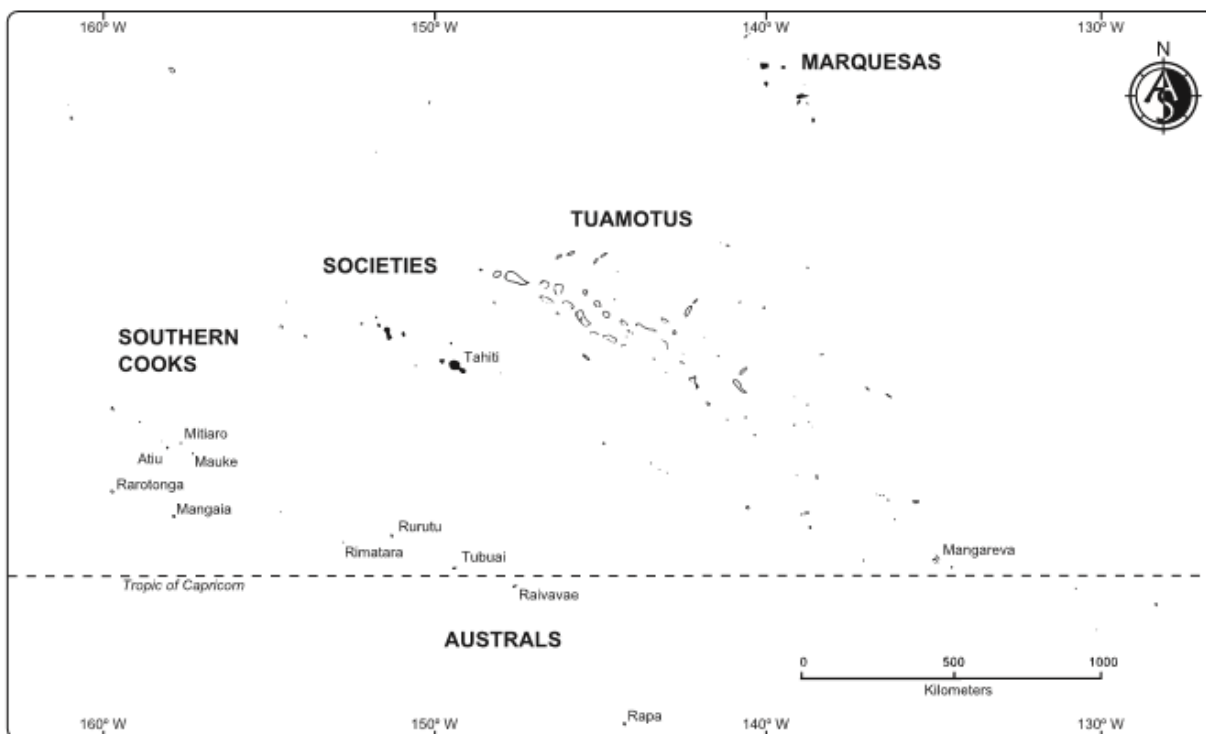 160° W
150° W
140° W
130° W
N
AS
MARQUESAS
TUAMOTUS
SOCIETIES
SOUTHERN
COOKS
Tahiti
Mitiaro
Atiu
Mauke
Rarotonga
Mangaia
Rurutu
Rimatara
Tubuai
Mangareva
Tropic of Capricorn
Raivavae
AUSTRALS
0 500 1000
Kilometers
Rapa
160° W
150° W
140° W
130° W